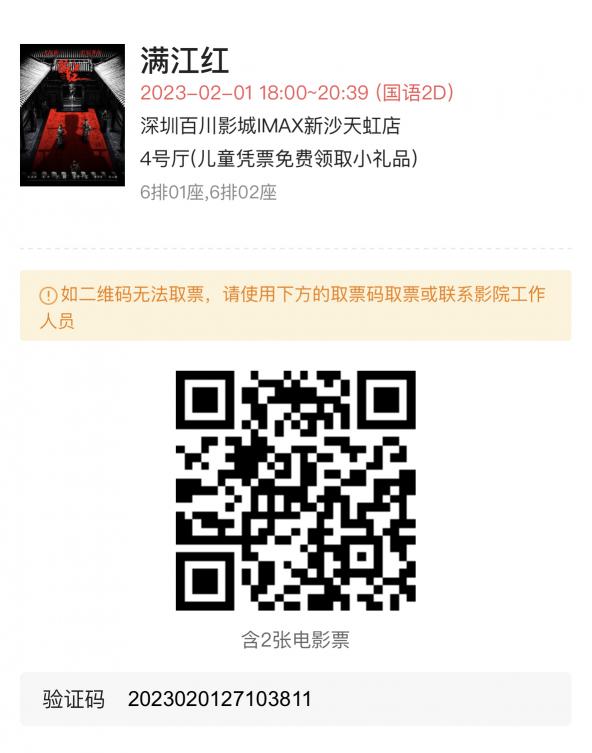 满江红
2023-02-01 18:00~20:39 (国语2D)
深圳百川影城IMAX新沙天虹店
4号厅(儿童凭票免费领取小礼品)
6排01座,6排02座
如二维码无法取票，请使用下方的取票码取票或联系影院工作
人员
含2张电影票
验证码 2023020127103811